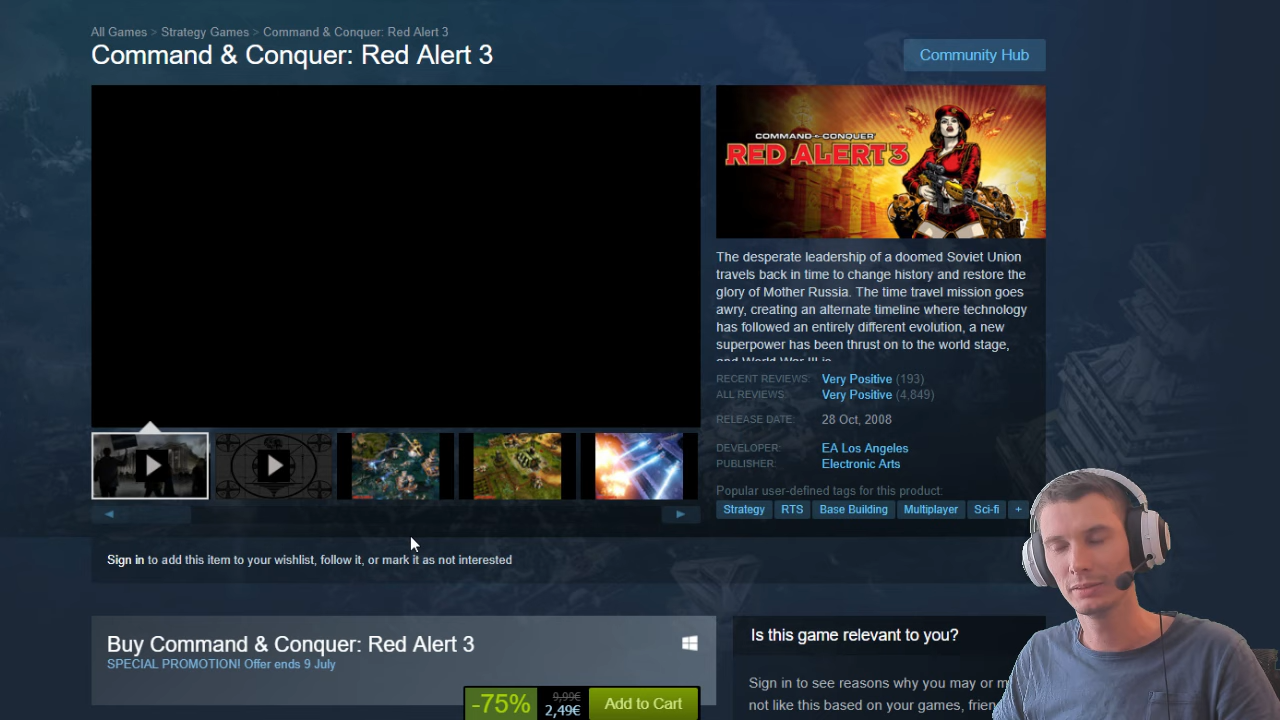 All Games > Strategy Games > Command & Conquer: Red Alert 3
Command & Conquer: Red Alert 3
Community Hub
COMMAND & CONQUER
RED ALERT 3
The desperate leadership of a doomed Soviet Union
travels back in time to change history and restore the
glory of Mother Russia. The time travel mission goes
awry, creating an alternate timeline where technology
has followed an entirely different evolution, a new
superpower has been thrust on to the world stage,
and World War III is
RECENT REVIEWS: Very Positive (193)
ALL REVIEWS: Very Positive (4,849)
RELEASE DATE: 28 Oct, 2008
DEVELOPER: EA Los Angeles
PUBLISHER: Electronic Arts
Popular user-defined tags for this product:
Strategy RTS Base Building Multiplayer Sci-fi +
Sign in to add this item to your wishlist, follow it, or mark it as not interested
Buy Command & Conquer: Red Alert 3
SPECIAL PROMOTION! Offer ends 9 July
-75% 9,99€ 2,49€ Add to Cart
Is this game relevant to you?
Sign in to see reasons why you may or
not like this based on your games,